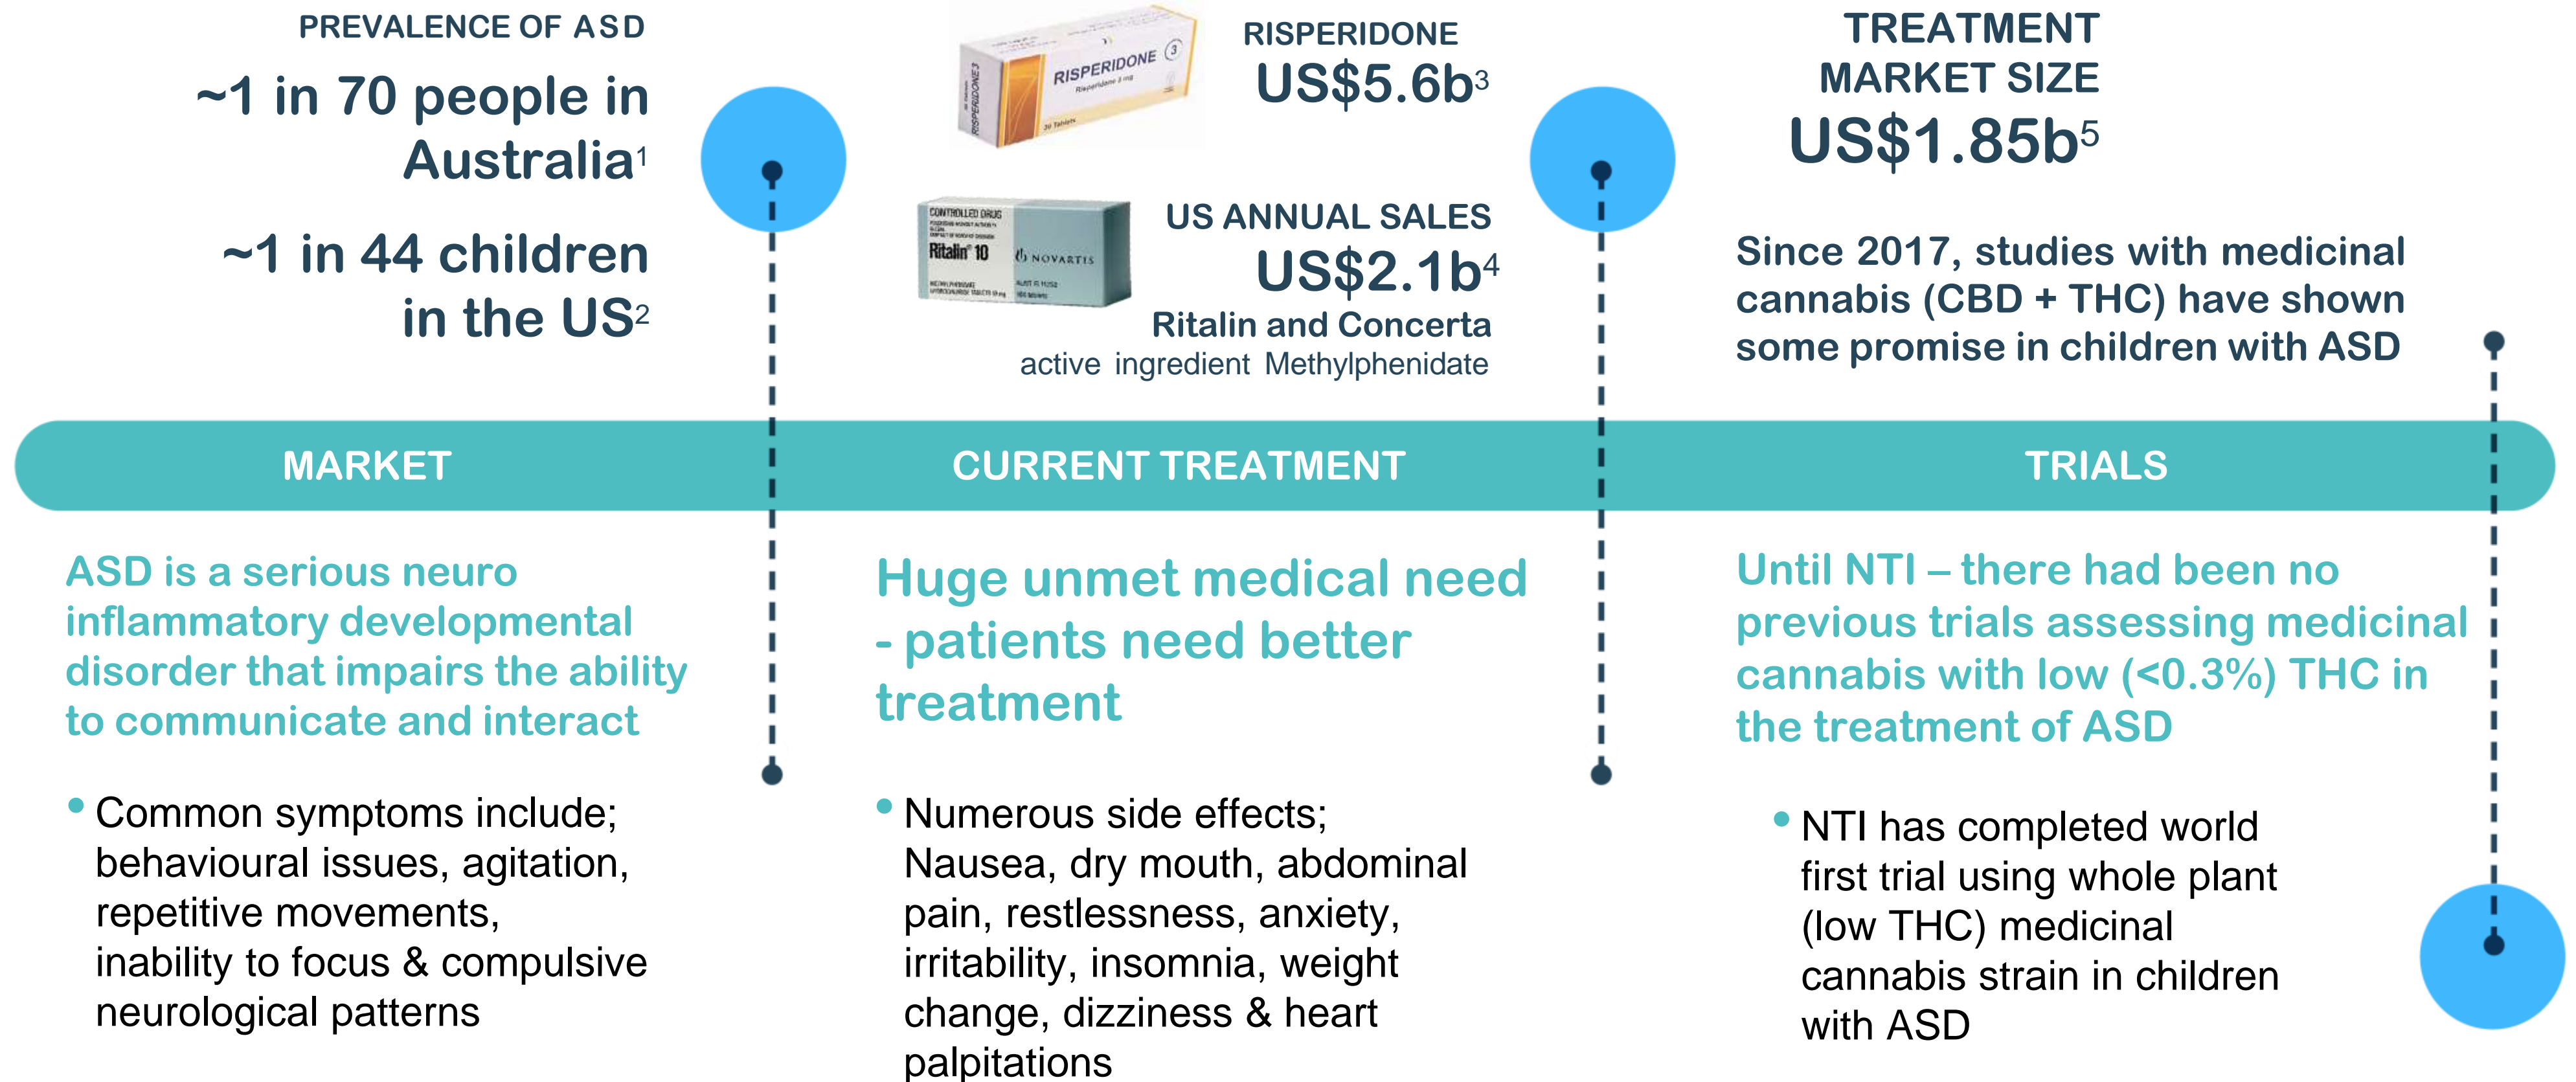 PREVALENCE OF ASD
~1 in 70 people in
Australia1
~1 in 44 children
in the US2
RISPERIDONE 3
RISPERIDONE
3
Risperidone 3 mg
20 Tablets
RISPERIDONE
US$5.6b3
CONTROLLED DRUG
Ritalin® 10
NOVARTIS
US ANNUAL SALES
US$2.1b4
Ritalin and Concerta
active ingredient Methylphenidate
TREATMENT
MARKET SIZE
US$1.85b5
Since 2017, studies with medicinal
cannabis (CBD + THC) have shown
some promise in children with ASD
MARKET
CURRENT TREATMENT
TRIALS
ASD is a serious neuro
inflammatory developmental
disorder that impairs the ability
to communicate and interact
• Common symptoms include;
behavioural issues, agitation,
repetitive movements,
inability to focus & compulsive
neurological patterns
Huge unmet medical need
- patients need better
treatment
• Numerous side effects;
Nausea, dry mouth, abdominal
pain, restlessness, anxiety,
irritability, insomnia, weight
change, dizziness & heart
palpitations
Until NTI – there had been no
previous trials assessing medicinal
cannabis with low (<0.3%) THC in
the treatment of ASD
• NTI has completed world
first trial using whole plant
(low THC) medicinal
cannabis strain in children
with ASD